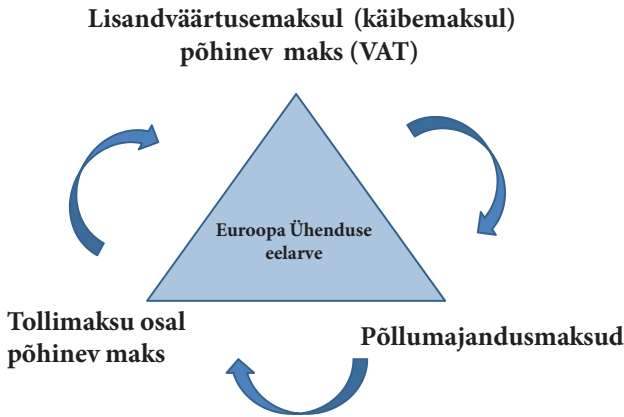 Lisandväärtusemaksul (käibemaksul)
põhinev maks (VAT)
Euroopa Ühenduse
eelarve
Tollimaksu osal
põhinev maks
Põllumajandusmaksud